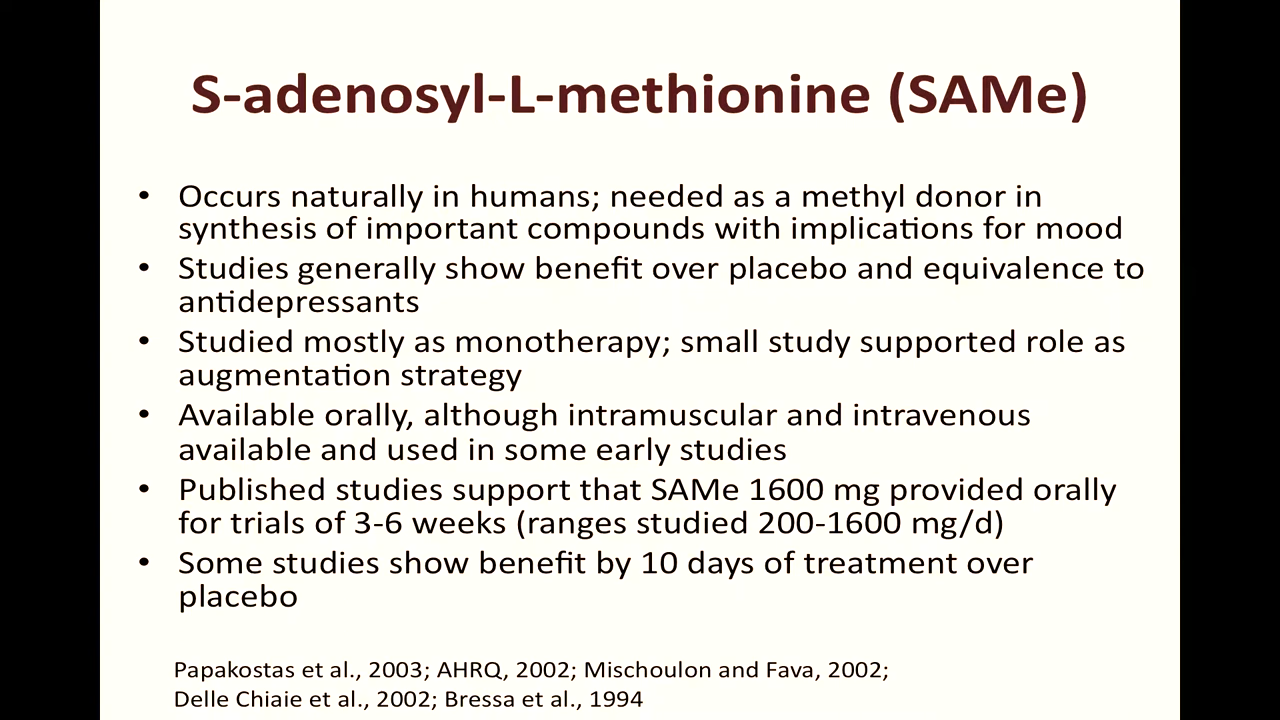 S-adenosyl-L-methionine (SAMe)
• Occurs naturally in humans; needed as a methyl donor in
synthesis of important compounds with implications for mood
• Studies generally show benefit over placebo and equivalence to
antidepressants
• Studied mostly as monotherapy; small study supported role as
augmentation strategy
• Available orally, although intramuscular and intravenous
available and used in some early studies
• Published studies support that SAMe 1600 mg provided orally
for trials of 3-6 weeks (ranges studied 200-1600 mg/d)
• Some studies show benefit by 10 days of treatment over
placebo
Papakostas et al., 2003; AHRQ, 2002; Mischoulon and Fava, 2002;
Delle Chiaie et al., 2002; Bressa et al., 1994